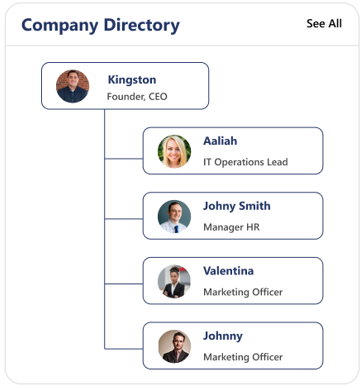 Company Directory
See All
Kingston
Founder, CEO
Aaliah
IT Operations Lead
Johny Smith
Manager HR
Valentina
Marketing Officer
Johnny
Marketing Officer